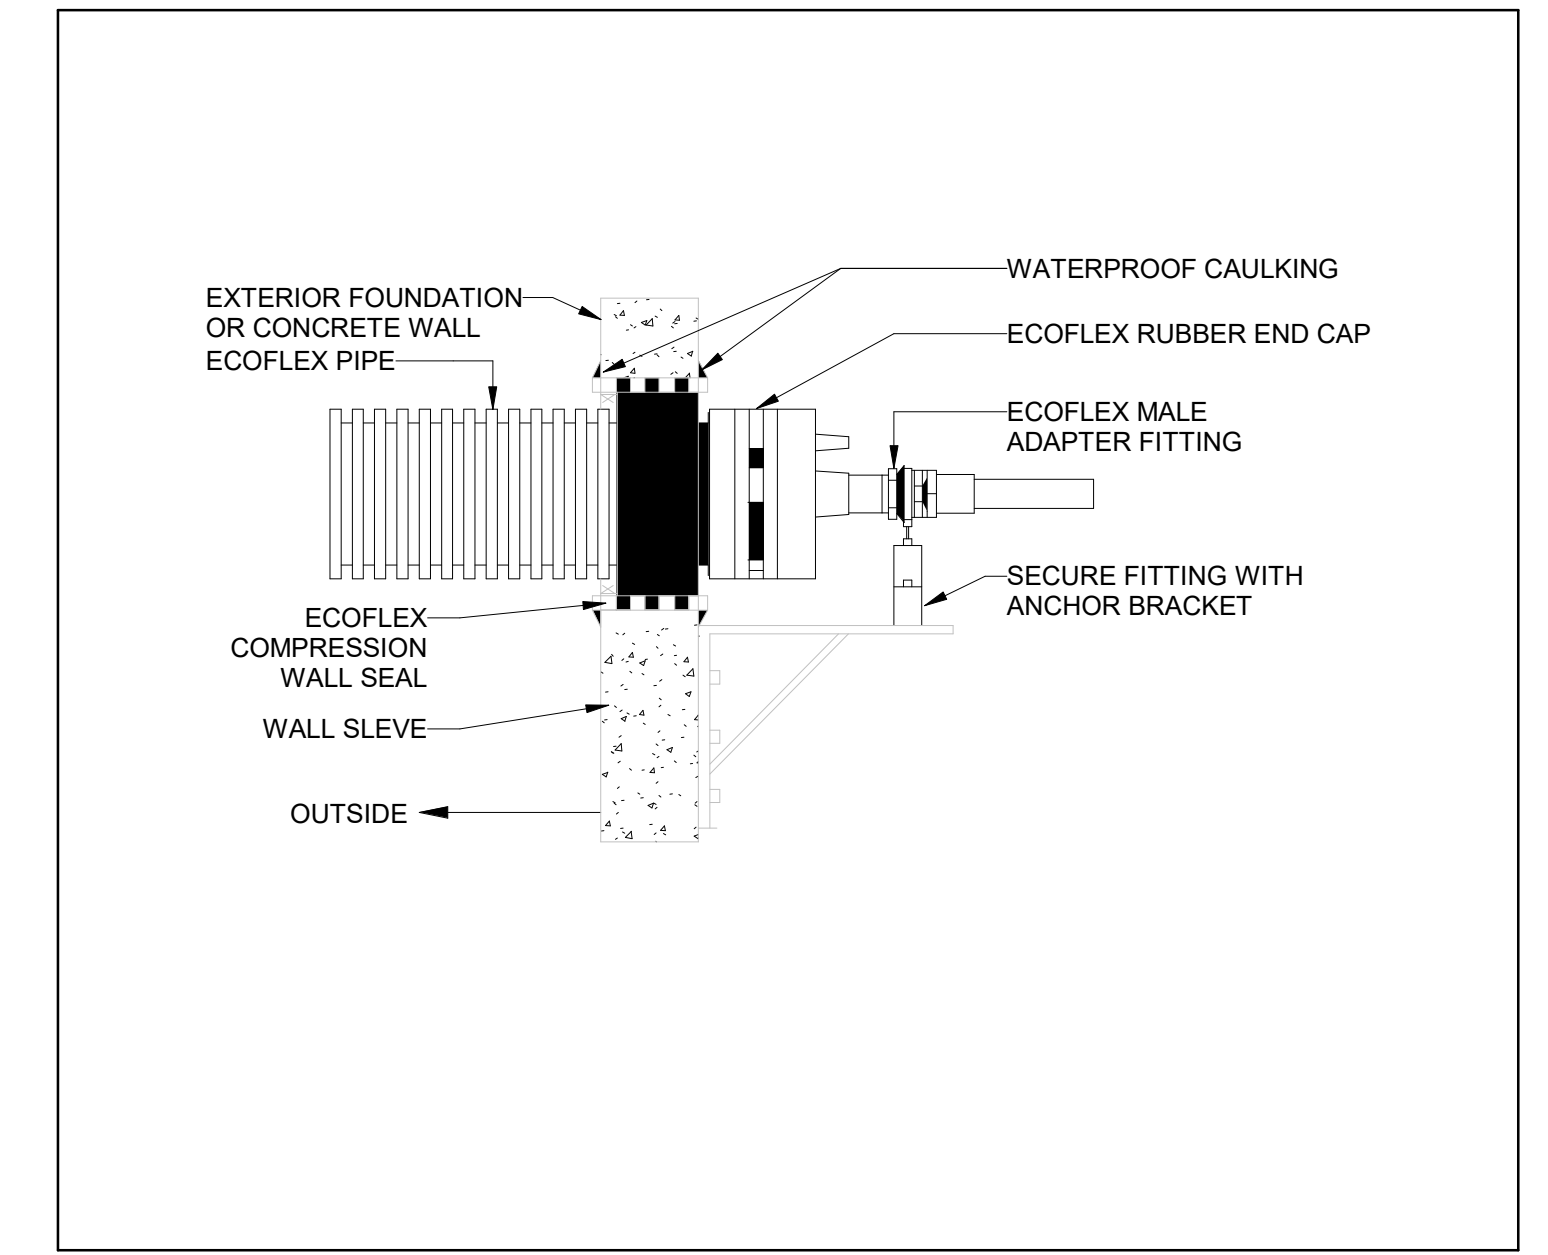 EXTERIOR FOUNDATION
OR CONCRETE WALL
ECOFLEX PIPE
ECOFLEX
COMPRESSION
WALL SEAL
WALL SLEVE
OUTSIDE
WATERPROOF CAULKING
ECOFLEX RUBBER END CAP
ECOFLEX MALE
ADAPTER FITTING
SECURE FITTING WITH
ANCHOR BRACKET